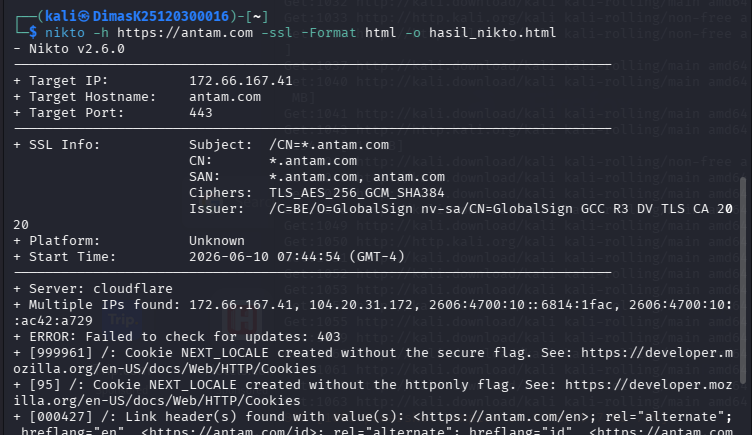 ┌──(kali㉿DimasK25120300016)-[~]
└─$ nikto -h https://antam.com -ssl -Format html -o hasil_nikto.html
- Nikto v2.6.0
---------------------------------------------------------------------------
+ Target IP:          172.66.167.41
+ Target Hostname:    antam.com
+ Target Port:        443
---------------------------------------------------------------------------
+ SSL Info:           Subject:  /CN=*.antam.com
                      CN:       *.antam.com
                      SAN:      *.antam.com, antam.com
                      Ciphers:  TLS_AES_256_GCM_SHA384
                      Issuer:   /C=BE/O=GlobalSign nv-sa/CN=GlobalSign GCC R3 DV TLS CA 20
20
+ Platform:           Unknown
+ Start Time:         2026-06-10 07:44:54 (GMT-4)
---------------------------------------------------------------------------
+ Server: cloudflare
+ Multiple IPs found: 172.66.167.41, 104.20.31.172, 2606:4700:10::6814:1fac, 2606:4700:10:
:ac42:a729
+ ERROR: Failed to check for updates: 403
+ [999961] /: Cookie NEXT_LOCALE created without the secure flag. See: https://developer.m
ozilla.org/en-US/docs/Web/HTTP/Cookies
+ [95] /: Cookie NEXT_LOCALE created without the httponly flag. See: https://developer.moz
illa.org/en-US/docs/Web/HTTP/Cookies
+ [000427] /: Link header(s) found with value(s): <https://antam.com/en>; rel="alternate";
 hreflang="en", <https://antam.com/id>; rel="alternate"; hreflang="id", <https://antam.com